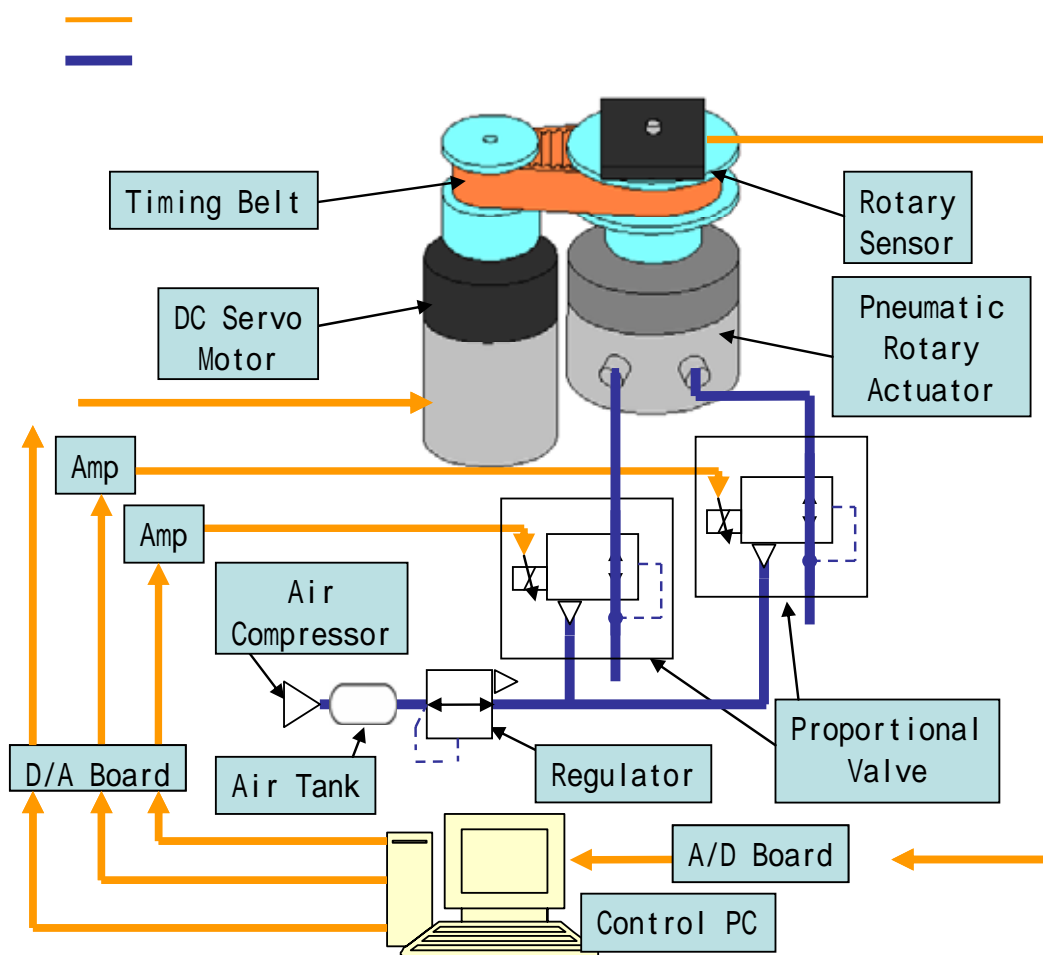 Timing Belt
Rotary
Sensor
DC Servo
Motor
Pneumatic
Rotary
Actuator
Amp
Amp
Air
Compressor
Proportional
Valve
D/A Board
Air Tank
Regulator
A/D Board
Control PC